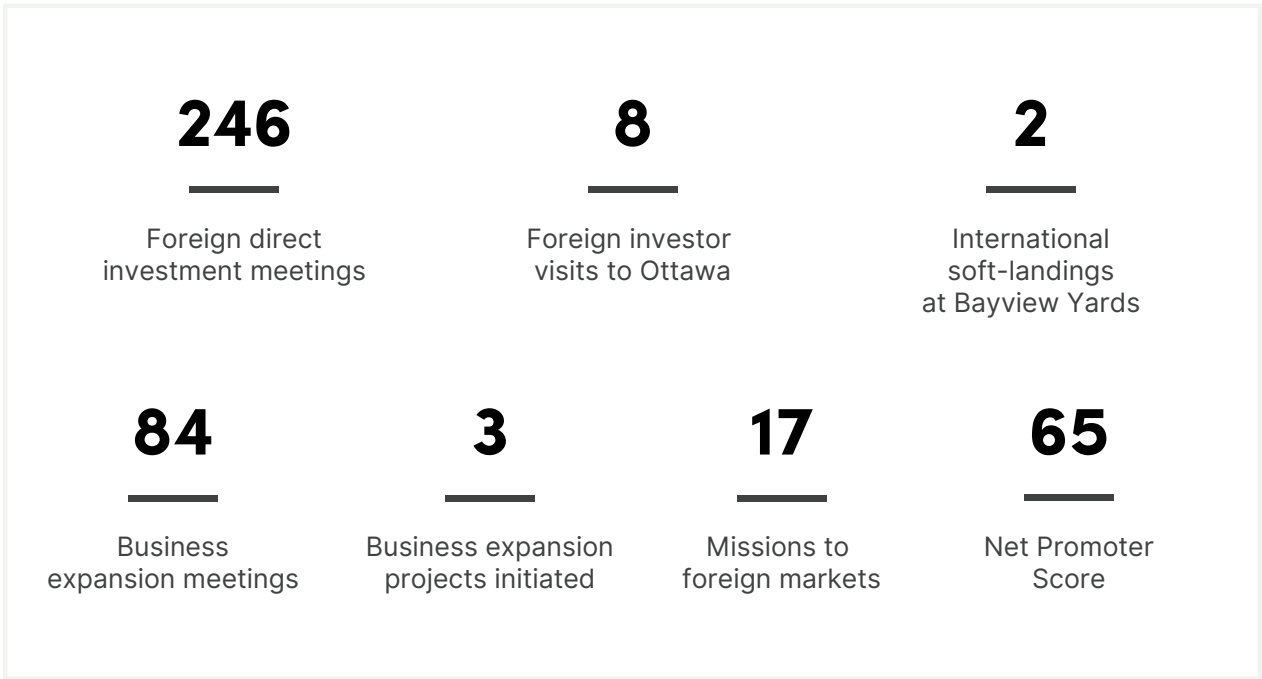 246
Foreign direct
investment meetings
8
Foreign investor
visits to Ottawa
2
International
soft-landings
at Bayview Yards
84
Business
expansion meetings
3
Business expansion
projects initiated
17
Missions to
foreign markets
65
Net Promoter
Score